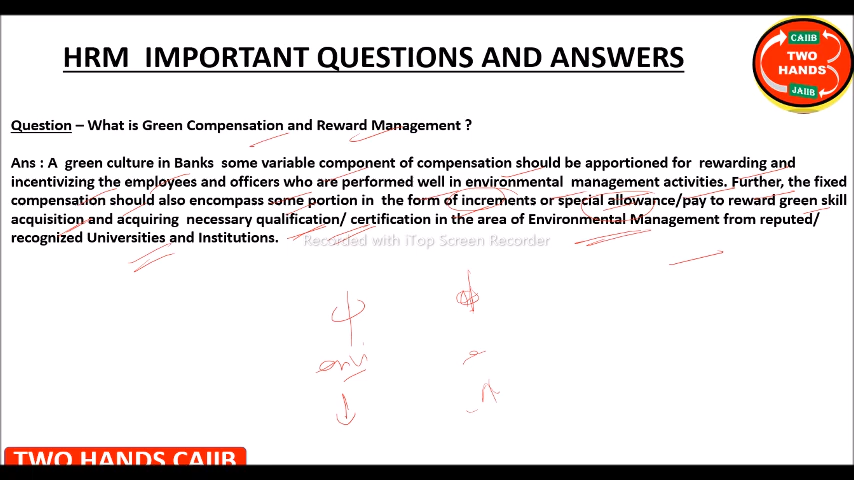 HRM IMPORTANT QUESTIONS AND ANSWERS
CAIIB
TWO
HANDS
JAIIB
Question – What is Green Compensation and Reward Management ?
Ans : A green culture in Banks some variable component of compensation should be apportioned for rewarding and
incentivizing the employees and officers who are performed well in environmental management activities. Further, the fixed
compensation should also encompass some portion in the form of increments or special allowance/pay to reward green skill
acquisition and acquiring necessary qualification/ certification in the area of Environmental Management from reputed/
recognized Universities and Institutions.
Recorded with iTop Screen Recorder
envi
TWO HANDS CAIIB